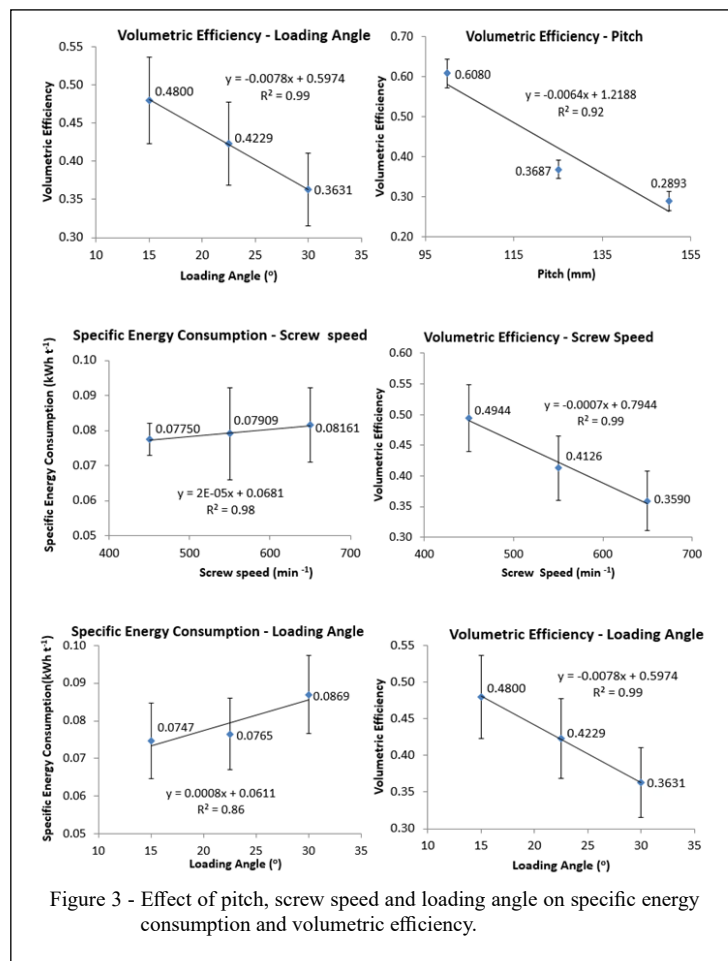 Volumetric Efficiency - Loading Angle
0.55
0.50
0.45
0.40
0.35
0.30
Volumetric Efficiency
0.4800
0.4229
0.3631
y = -0.0078x + 0.5974
R² = 0.99
10 15 20 25 30 35
Loading Angle (°)
Volumetric Efficiency - Pitch
0.70
0.60
0.50
0.40
0.30
0.20
Volumetric Efficiency
0.6080
0.3687
0.2893
y = -0.0064x + 1.2188
R² = 0.92
95 115 135 155
Pitch (mm)
Specific Energy Consumption - Screw speed
0.10
0.09
0.08
0.07
0.06
0.05
Specific Energy Consumption (kWh t⁻¹)
0.07750
0.07909
0.08161
y = 2E-05x + 0.0681
R² = 0.98
400 500 600 700
Screw speed (min ⁻¹)
Volumetric Efficiency - Screw Speed
0.60
0.55
0.50
0.45
0.40
0.35
0.30
Volumetric Efficiency
0.4944
0.4126
0.3590
y = -0.0007x + 0.7944
R² = 0.99
400 500 600 700
Screw Speed (min ⁻¹)
Specific Energy Consumption - Loading Angle
0.10
0.09
0.08
0.07
0.06
0.05
Specific Energy Consumption(kWh t⁻¹)
0.0747
0.0765
0.0869
y = 0.0008x + 0.0611
R² = 0.86
10 15 20 25 30 35
Loading Angle (°)
Volumetric Efficiency - Loading Angle
0.55
0.50
0.45
0.40
0.35
0.30
Volumetric Efficiency
0.4800
0.4229
0.3631
y = -0.0078x + 0.5974
R² = 0.99
10 15 20 25 30 35
Loading Angle (°)
Figure 3 - Effect of pitch, screw speed and loading angle on specific energy
consumption and volumetric efficiency.